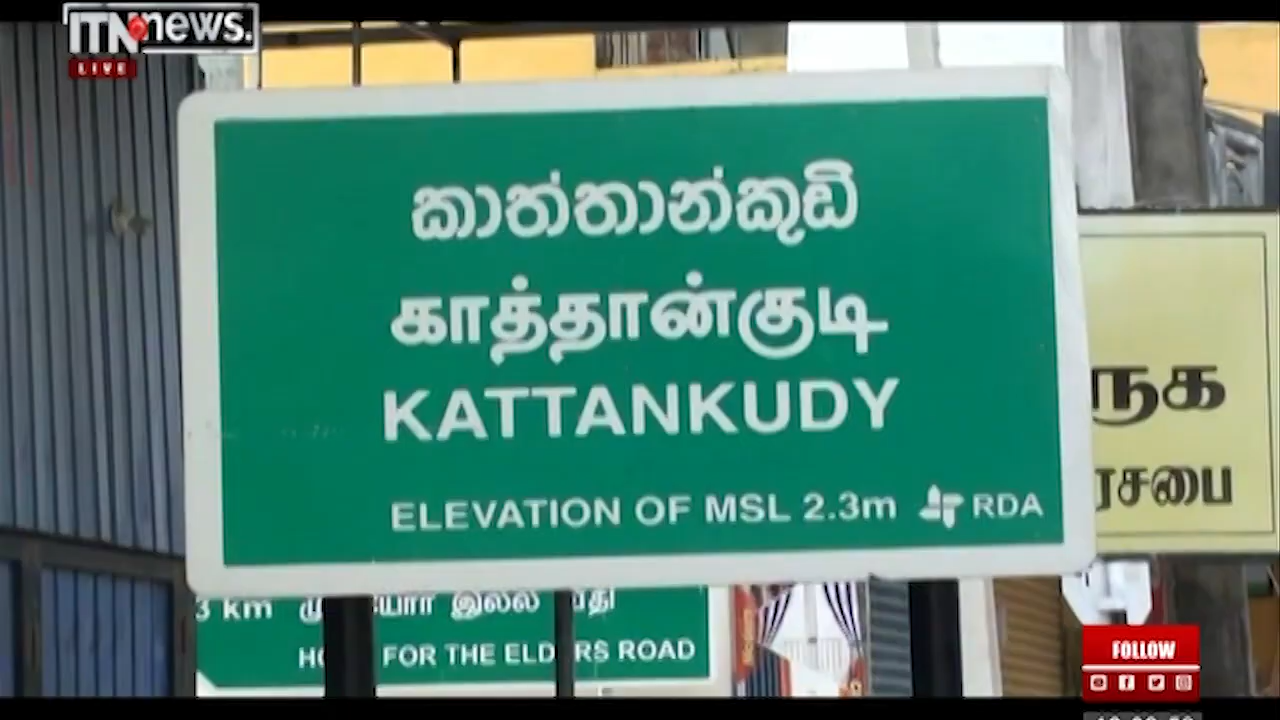 ITN news.
LIVE
කාත්තාන්කුඩි
காத்தான்குடி
KATTANKUDY
ELEVATION OF MSL 2.3m RDA
3 km
FOR THE ELDERS ROAD
FOLLOW